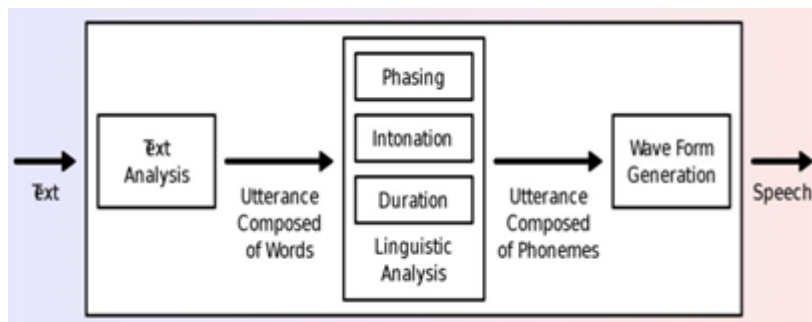 Text
Text
Analysis
Utterance
Composed
of Words
Phasing
Intonation
Duration
Linguistic
Analysis
Utterance
Composed
of Phonemes
Wave Form
Generation
Speech